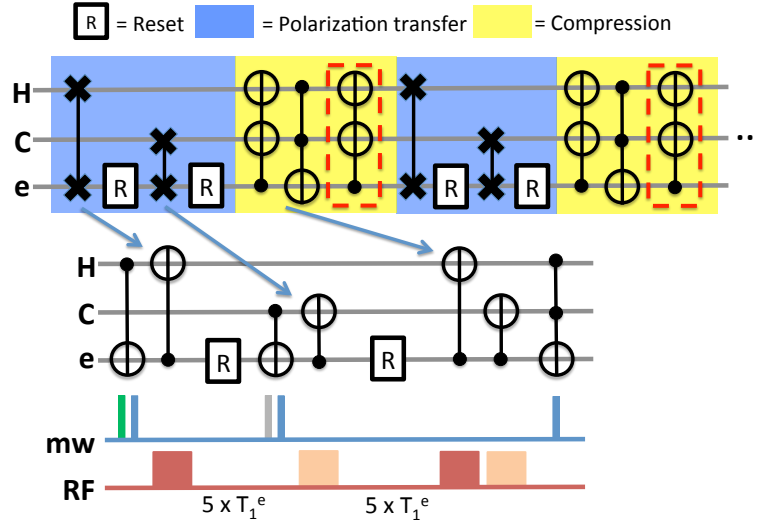 R = Reset = Polarization transfer = Compression
H
C
··
e R R R R
H
C
e R R
mw
RF
5 x T₁ᵉ 5 x T₁ᵉ